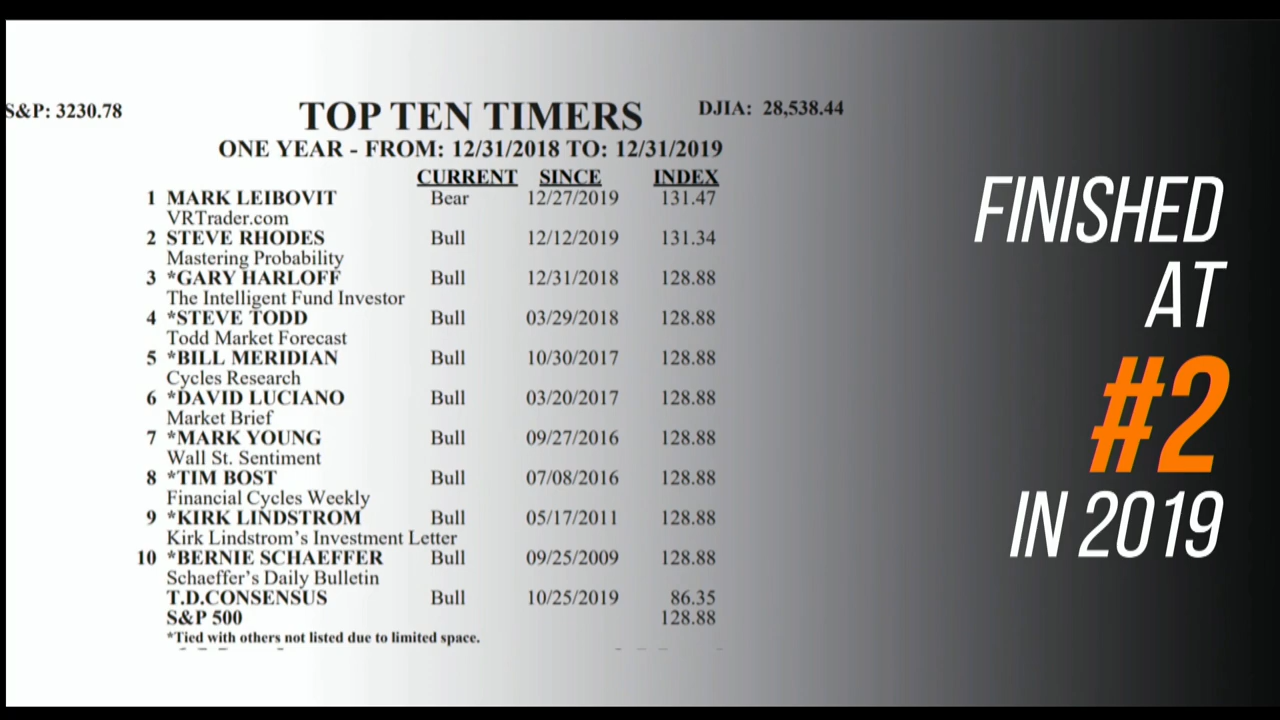 S&P: 3230.78
TOP TEN TIMERS
DJIA: 28,538.44
ONE YEAR - FROM: 12/31/2018 TO: 12/31/2019
CURRENT SINCE INDEX
1 MARK LEIBOVIT Bear 12/27/2019 131.47
VRTrader.com
2 STEVE RHODES Bull 12/12/2019 131.34
Mastering Probability
3 *GARY HARLOFF Bull 12/31/2018 128.88
The Intelligent Fund Investor
4 *STEVE TODD Bull 03/29/2018 128.88
Todd Market Forecast
5 *BILL MERIDIAN Bull 10/30/2017 128.88
Cycles Research
6 *DAVID LUCIANO Bull 03/20/2017 128.88
Market Brief
7 *MARK YOUNG Bull 09/27/2016 128.88
Wall St. Sentiment
8 *TIM BOST Bull 07/08/2016 128.88
Financial Cycles Weekly
9 *KIRK LINDSTROM Bull 05/17/2011 128.88
Kirk Lindstrom's Investment Letter
10 *BERNIE SCHAEFFER Bull 09/25/2009 128.88
Schaeffer's Daily Bulletin
T.D.CONSENSUS Bull 10/25/2019 86.35
S&P 500 128.88
*Tied with others not listed due to limited space.
FINISHED
AT
#2
IN 2019